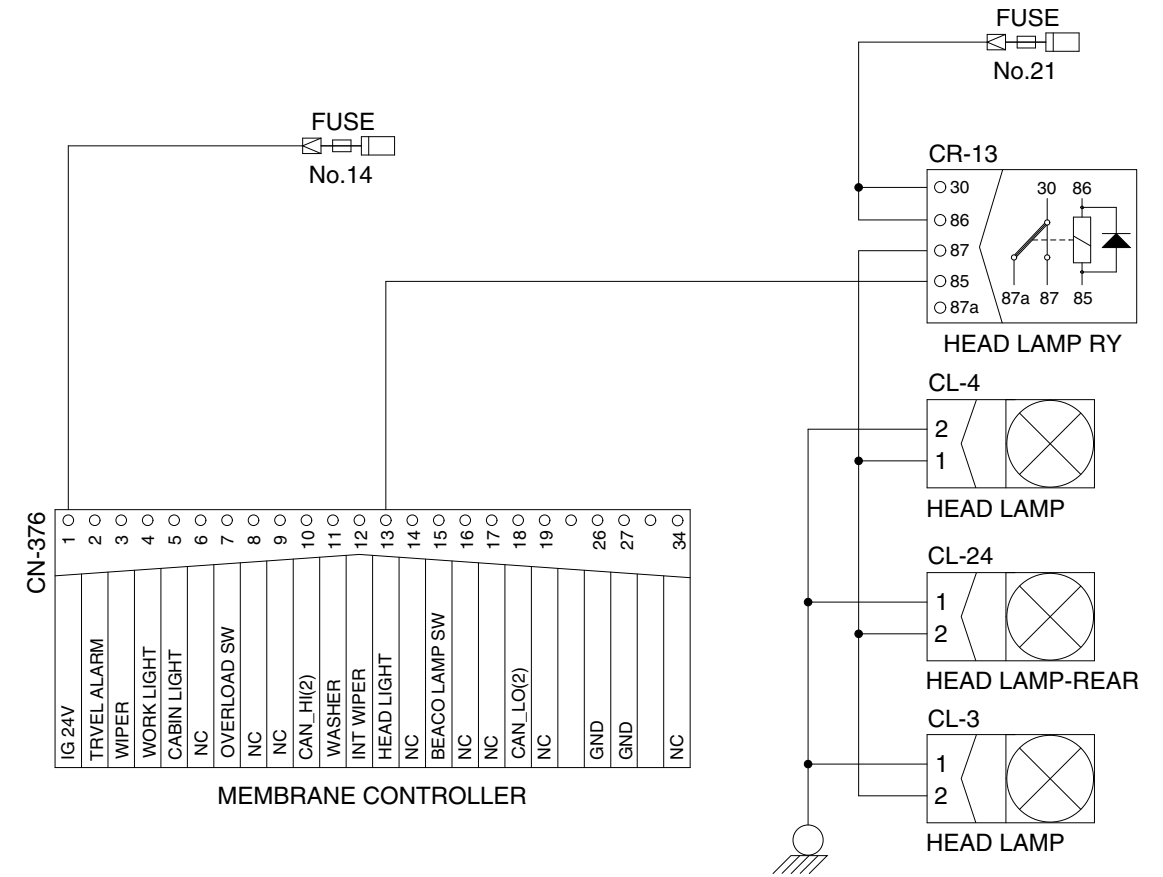 FUSE
No.21
FUSE
No.14
CR-13
30
86
87
85
87a
30 86
87a 87 85
HEAD LAMP RY
CL-4
2
1
HEAD LAMP
CL-24
1
2
HEAD LAMP-REAR
CL-3
1
2
HEAD LAMP
CN-376
1 2 3 4 5 6 7 8 9 10 11 12 13 14 15 16 17 18 19 26 27 34
IG 24V
TRVEL ALARM
WIPER
WORK LIGHT
CABIN LIGHT
NC
OVERLOAD SW
NC
NC
CAN_HI(2)
WASHER
INT WIPER
HEAD LIGHT
NC
BEACO LAMP SW
NC
NC
CAN_LO(2)
NC
GND
GND
NC
MEMBRANE CONTROLLER